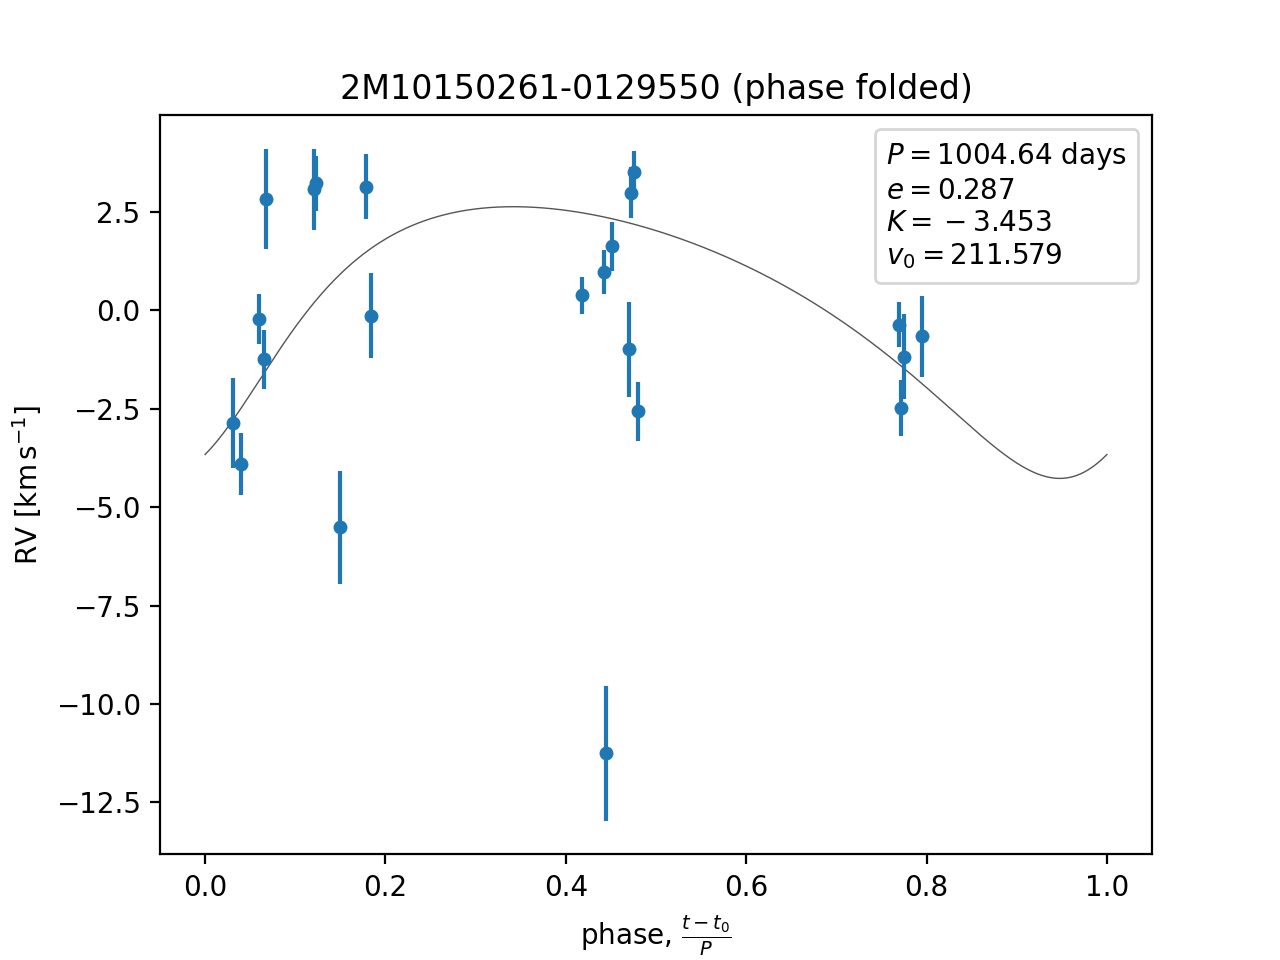 2M10150261-0129550 (phase folded)
P = 1004.64 days
e = 0.287
K = −3.453
v₀ = 211.579
RV [km s⁻¹]
2.5
0.0
−2.5
−5.0
−7.5
−10.0
−12.5
0.0 0.2 0.4 0.6 0.8 1.0
phase, (t − t₀)/P